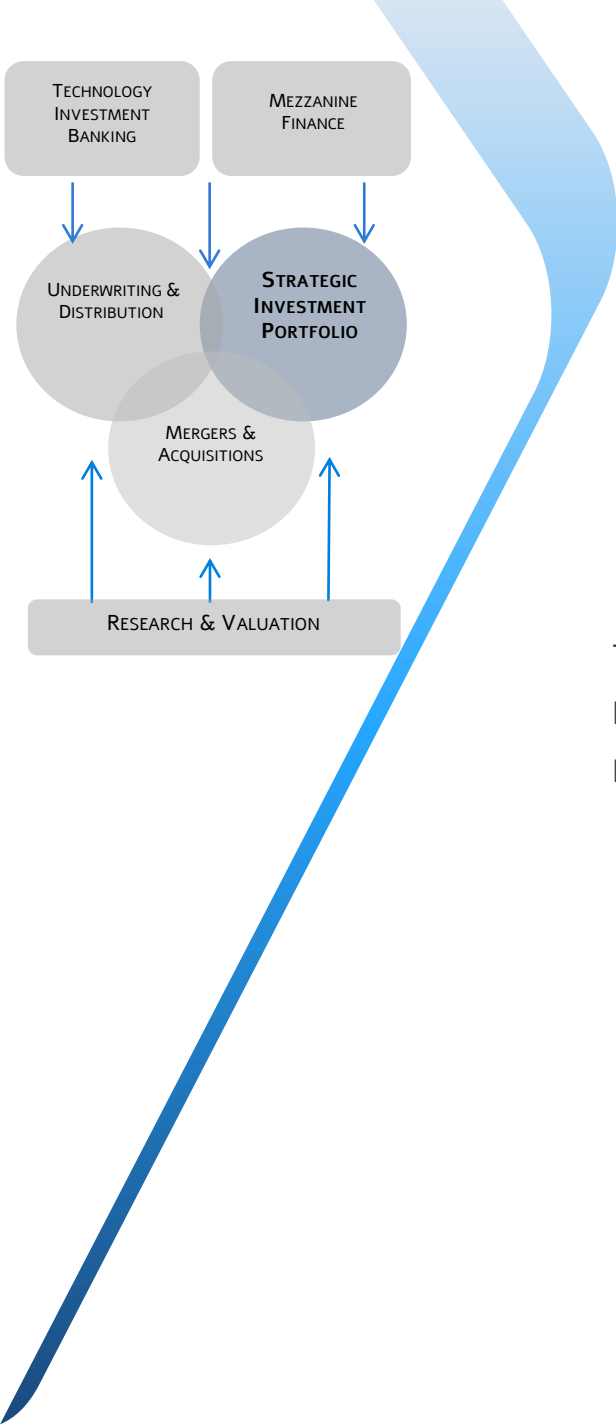 TECHNOLOGY
INVESTMENT
BANKING
MEZZANINE
FINANCE
UNDERWRITING &
DISTRIBUTION
STRATEGIC
INVESTMENT
PORTFOLIO
MERGERS &
ACQUISITIONS
RESEARCH & VALUATION